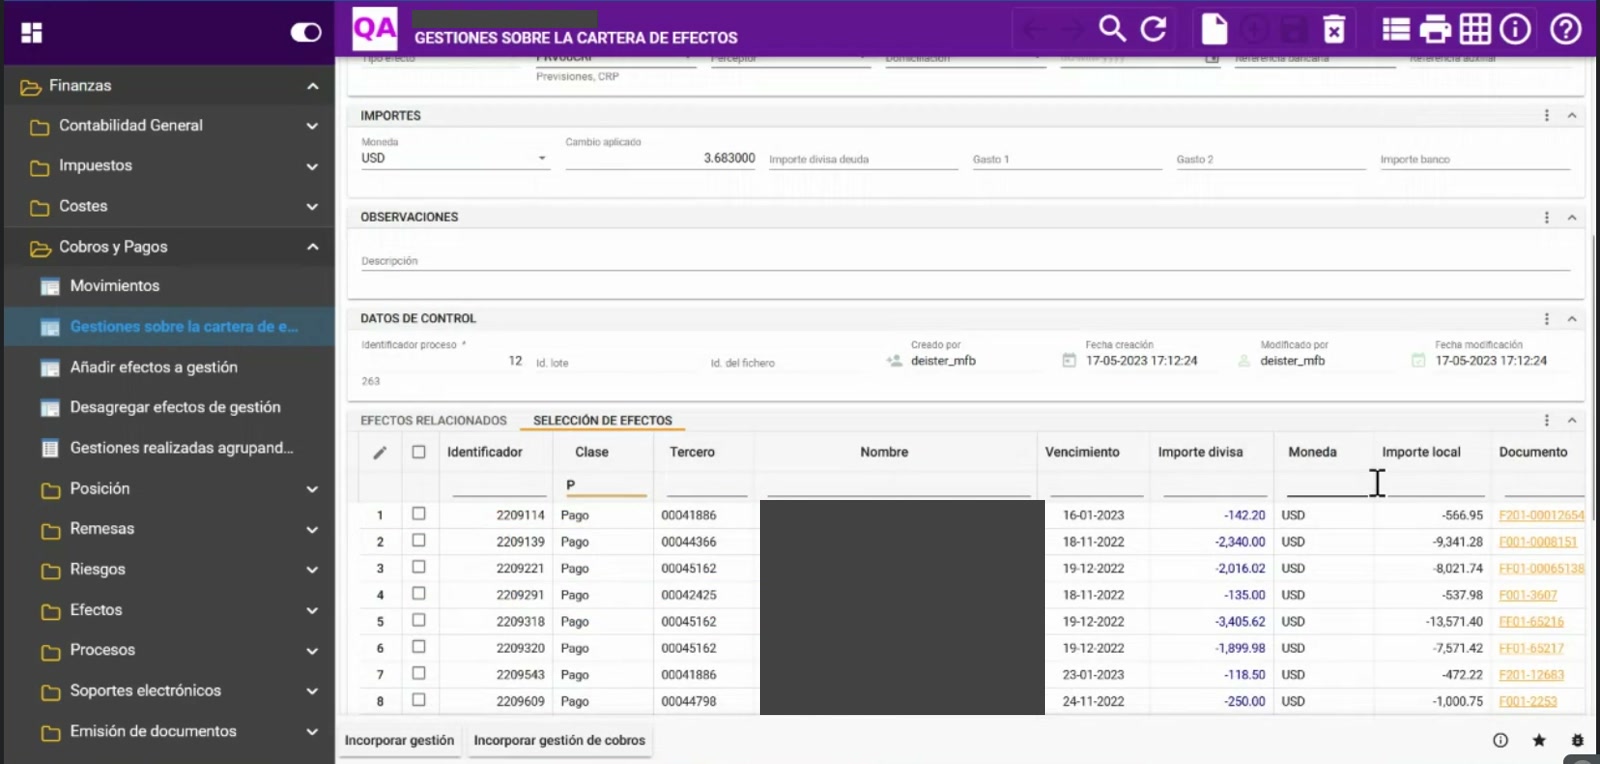 QA
GESTIONES SOBRE LA CARTERA DE EFECTOS
Finanzas
Contabilidad General
Impuestos
Costes
Cobros y Pagos
Movimientos
Gestiones sobre la cartera de e...
Añadir efectos a gestión
Desagregar efectos de gestión
Gestiones realizadas agrupand...
Posición
Remesas
Riesgos
Efectos
Procesos
Soportes electrónicos
Emisión de documentos
Tipo efecto Perceptor Domiciliación Referencia bancaria Referencia auxiliar
Previsiones, CRP
IMPORTES
Moneda Cambio aplicado
USD 3.683000 Importe divisa deuda Gasto 1 Gasto 2 Importe banco
OBSERVACIONES
Descripción
DATOS DE CONTROL
Identificador proceso * Creado por Fecha creación Modificado por Fecha modificación
12 Id. lote Id. del fichero deister_mfb 17-05-2023 17:12:24 deister_mfb 17-05-2023 17:12:24
263
EFECTOS RELACIONADOS SELECCIÓN DE EFECTOS
Identificador Clase Tercero Nombre Vencimiento Importe divisa Moneda Importe local Documento
P
1 2209114 Pago 00041886 16-01-2023 -142.20 USD -566.95 F201-00012654
2 2209139 Pago 00044366 18-11-2022 -2,340.00 USD -9,341.28 F001-0008151
3 2209221 Pago 00045162 19-12-2022 -2,016.02 USD -8,021.74 FF01-00065138
4 2209291 Pago 00042425 18-11-2022 -135.00 USD -537.98 F001-3607
5 2209318 Pago 00045162 19-12-2022 -3,405.62 USD -13,571.40 FF01-65216
6 2209320 Pago 00045162 19-12-2022 -1,899.98 USD -7,571.42 FF01-65217
7 2209543 Pago 00041886 23-01-2023 -118.50 USD -472.22 F201-12683
8 2209609 Pago 00044798 24-11-2022 -250.00 USD -1,000.75 F001-2253
Incorporar gestión Incorporar gestión de cobros